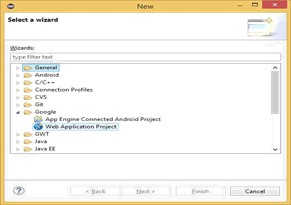 New
Select a wizard
Wizards:
type filter text
General
Android
C/C++
Connection Profiles
CVS
Git
Google
App Engine Connected Android Project
Web Application Project
GWT
Java
Java EE
?
< Back
Next >
Finish
Cancel